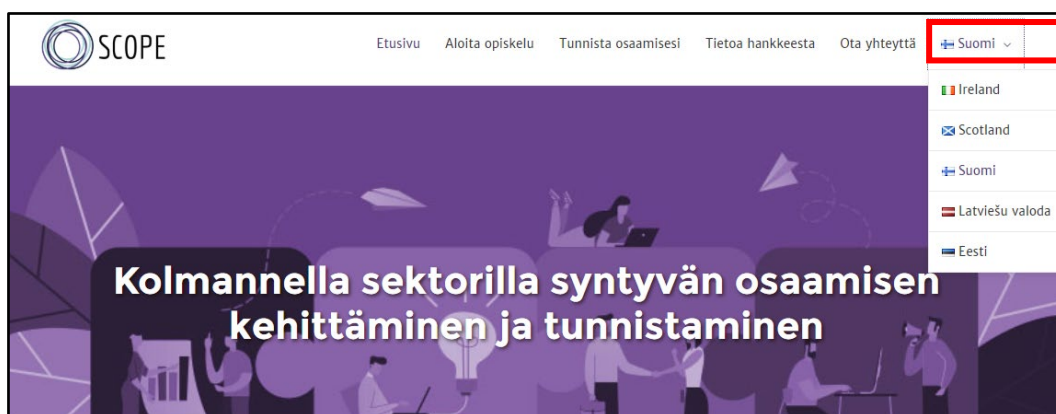 SCOPE
Etusivu Aloita opiskelu Tunnista osaamisesi Tietoa hankkeesta Ota yhteyttä Suomi
Ireland
Scotland
Suomi
Latviešu valoda
Eesti
Kolmannella sektorilla syntyvän osaamisen
kehittäminen ja tunnistaminen